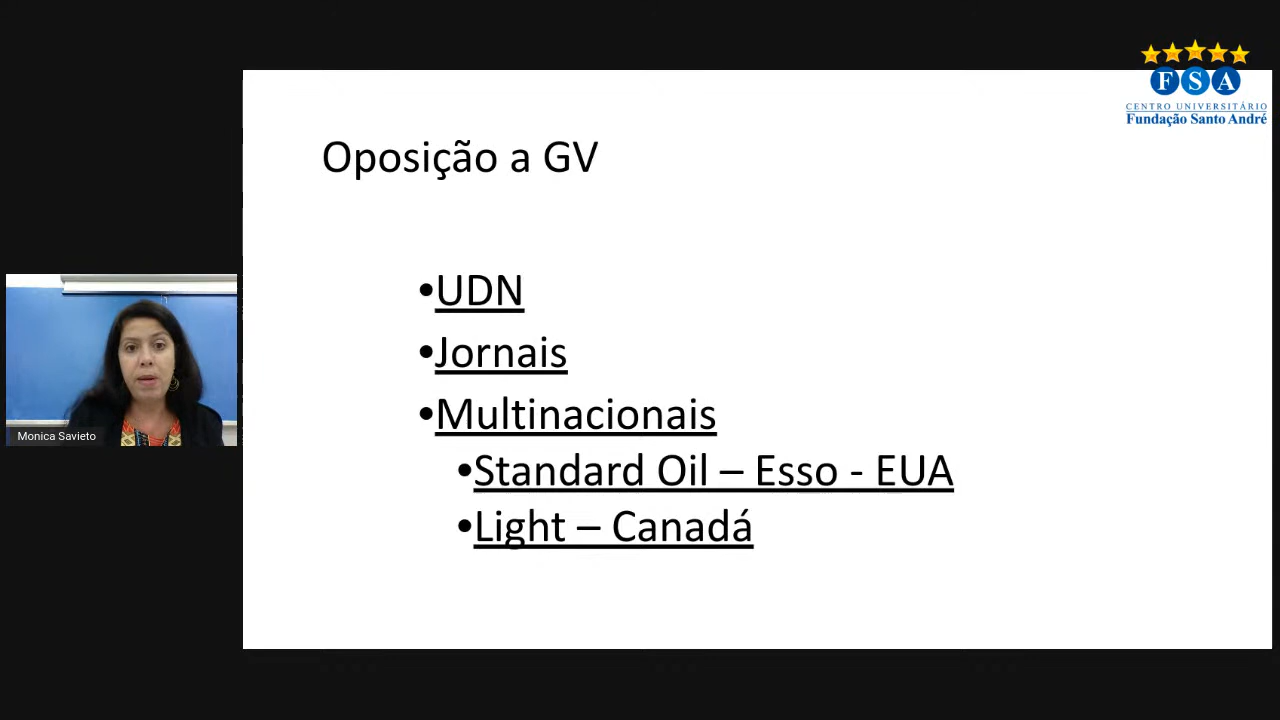 FSA
CENTRO UNIVERSITÁRIO
Fundação Santo André
Oposição a GV
•UDN
•Jornais
•Multinacionais
•Standard Oil – Esso - EUA
•Light – Canadá
Monica Savieto